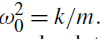 ω₀² = k/m.